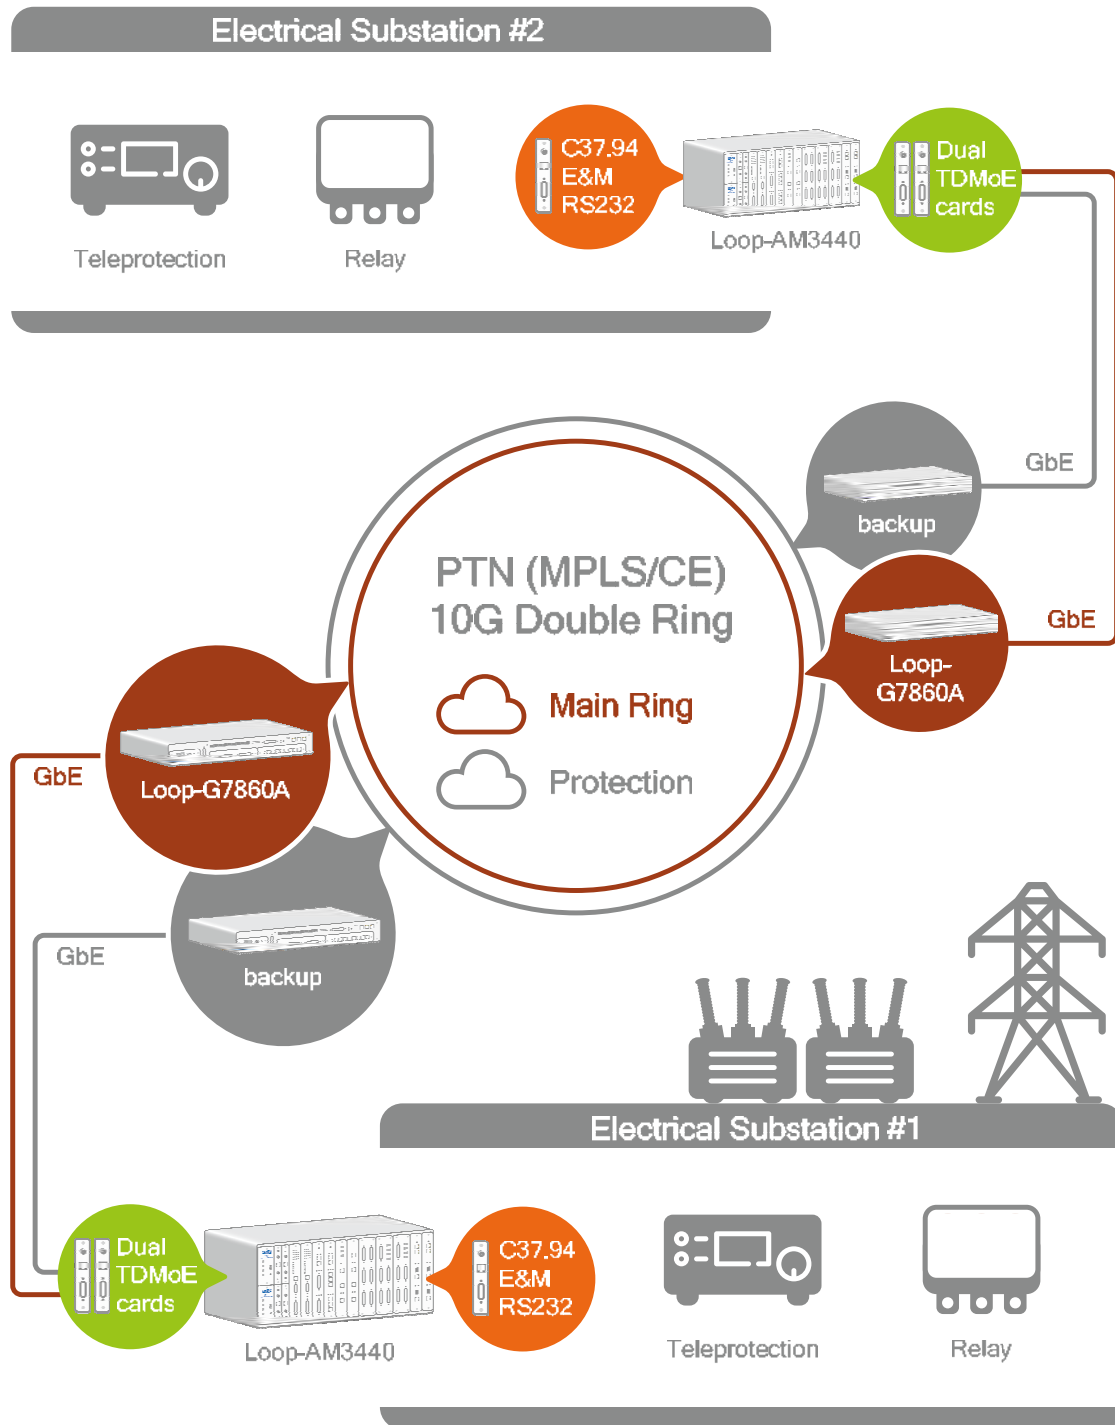 Electrical Substation #2
C37.94
E&M
RS232
Dual
TDMoE
cards
Loop-AM3440
Teleprotection
Relay
GbE
backup
PTN (MPLS/CE)
10G Double Ring
GbE
Loop-
G7860A
Main Ring
GbE
Loop-G7860A
Protection
GbE
backup
Electrical Substation #1
Dual
TDMoE
cards
C37.94
E&M
RS232
Loop-AM3440
Teleprotection
Relay